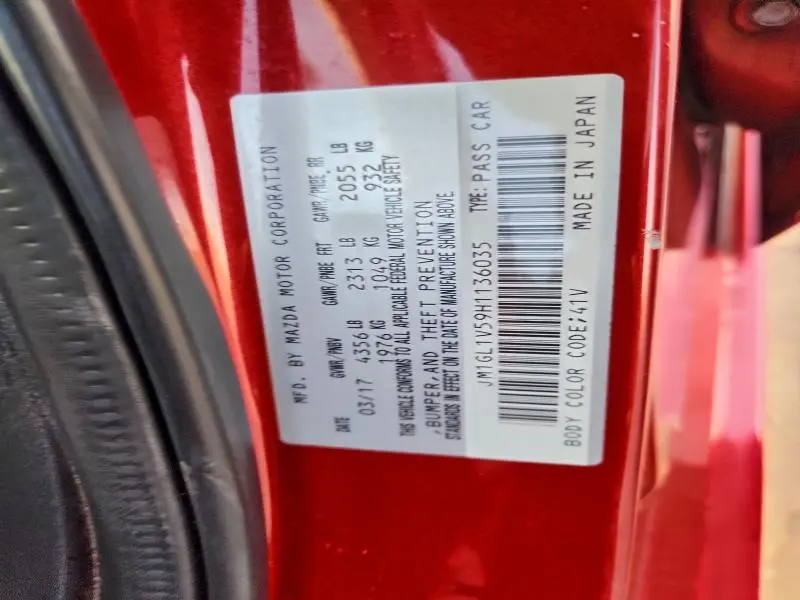 MFD. BY MAZDA MOTOR CORPORATION
DATE GVWR/PNBV GAWR/PNBE FRT GAWR/PNBE RR
03/17 4356 LB 2313 LB 2055 LB
1976 KG 1049 KG 932 KG
THIS VEHICLE CONFORMS TO ALL APPLICABLE FEDERAL MOTOR VEHICLE SAFETY
,BUMPER,AND THEFT PREVENTION
STANDARDS IN EFFECT ON THE DATE OF MANUFACTURE SHOWN ABOVE.
JM1GL1V59H1136035 TYPE: PASS CAR
BODY COLOR CODE;41V MADE IN JAPAN